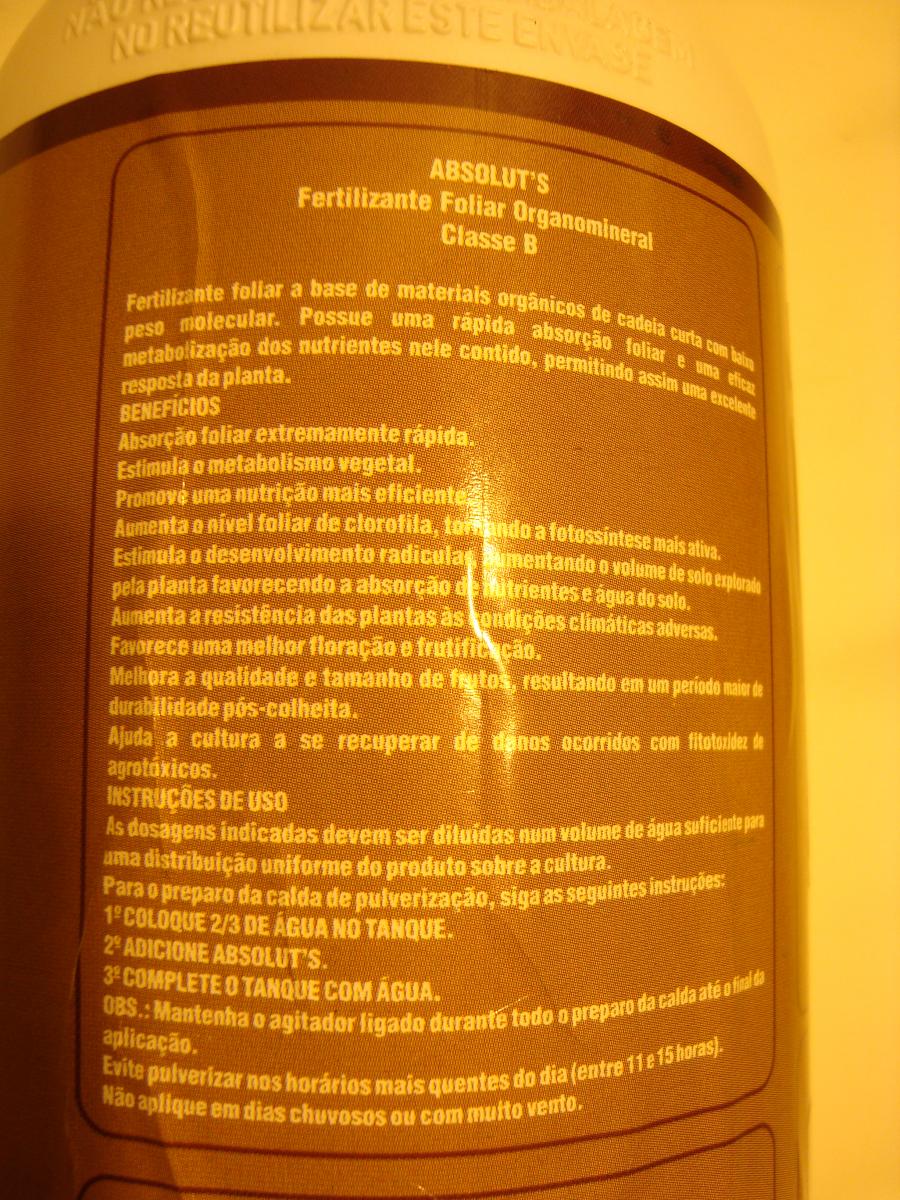 NO REUTILIZAR ESTE ENVASE
ABSOLUT'S
Fertilizante Foliar Organomineral
Classe B
Fertilizante foliar a base de materiais orgânicos de cadeia curta com baixo
peso molecular. Possue uma rápida absorção foliar e uma eficaz
metabolização dos nutrientes nele contido, permitindo assim uma excelente
resposta da planta.
BENEFÍCIOS
Absorção foliar extremamente rápida.
Estimula o metabolismo vegetal.
Promove uma nutrição mais eficiente.
Aumenta o nível foliar de clorofila, tornando a fotossíntese mais ativa.
Estimula o desenvolvimento radicular aumentando o volume de solo explorado
pela planta favorecendo a absorção de nutrientes e água do solo.
Aumenta a resistência das plantas às condições climáticas adversas.
Favorece uma melhor floração e frutificação.
Melhora a qualidade e tamanho de frutos, resultando em um período maior de
durabilidade pós-colheita.
Ajuda a cultura a se recuperar de danos ocorridos com fitotoxidez de
agrotóxicos.
INSTRUÇÕES DE USO
As dosagens indicadas devem ser diluídas num volume de água suficiente para
uma distribuição uniforme do produto sobre a cultura.
Para o preparo da calda de pulverização, siga as seguintes instruções:
1º COLOQUE 2/3 DE ÁGUA NO TANQUE.
2º ADICIONE ABSOLUT'S.
3º COMPLETE O TANQUE COM ÁGUA.
OBS.: Mantenha o agitador ligado durante todo o preparo da calda até o final da
aplicação.
Evite pulverizar nos horários mais quentes do dia (entre 11 e 15 horas).
Não aplique em dias chuvosos ou com muito vento.